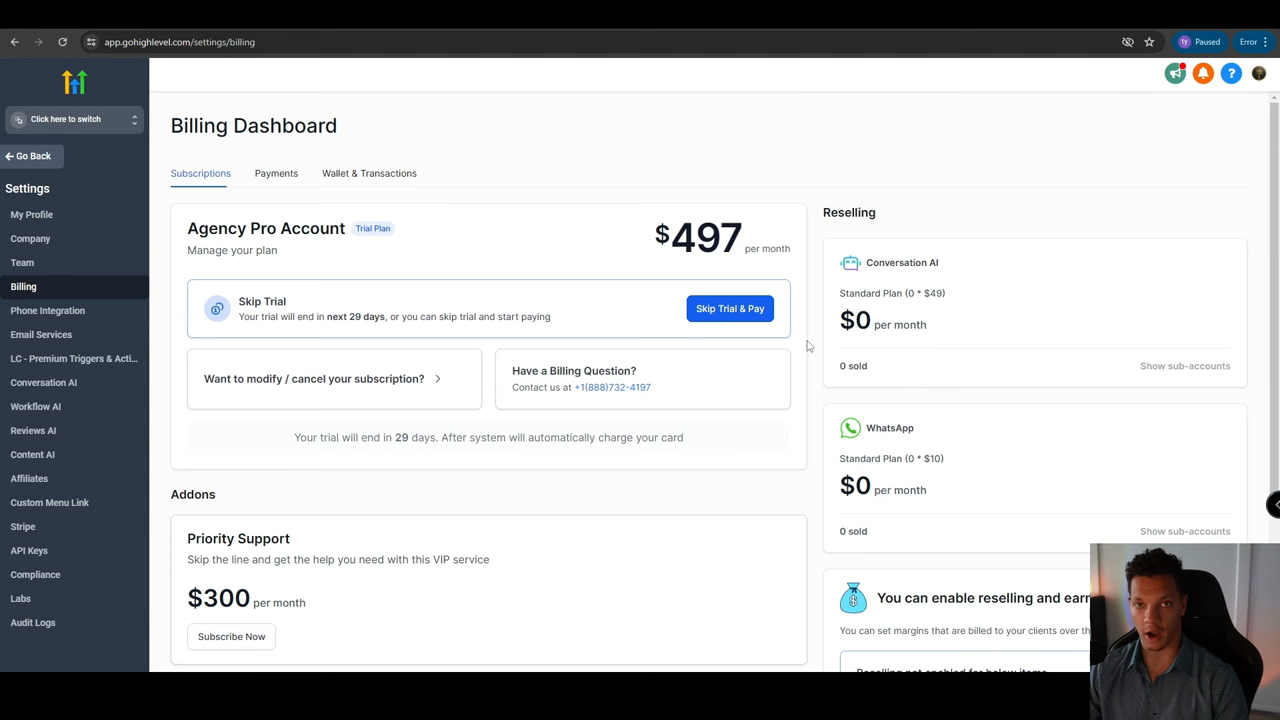 app.gohighlevel.com/settings/billing
ty
Paused
Error
Click here to switch
Go Back
Settings
My Profile
Company
Team
Billing
Phone Integration
Email Services
LC - Premium Triggers & Acti...
Conversation AI
Workflow AI
Reviews AI
Content AI
Affiliates
Custom Menu Link
Stripe
API Keys
Compliance
Labs
Audit Logs
Billing Dashboard
Subscriptions
Payments
Wallet & Transactions
Agency Pro Account
Trial Plan
Manage your plan
$497
per month
Skip Trial
Your trial will end in next 29 days, or you can skip trial and start paying
Skip Trial & Pay
Want to modify / cancel your subscription?
Have a Billing Question?
Contact us at +1(888)732-4197
Your trial will end in 29 days. After system will automatically charge your card
Addons
Priority Support
Skip the line and get the help you need with this VIP service
$300 per month
Subscribe Now
Reselling
Conversation AI
Standard Plan (0 * $49)
$0 per month
0 sold
Show sub-accounts
WhatsApp
Standard Plan (0 * $10)
$0 per month
0 sold
Show sub-accounts
You can enable reselling and earn
You can set margins that are billed to your clients over th
Reselling not enabled for below items